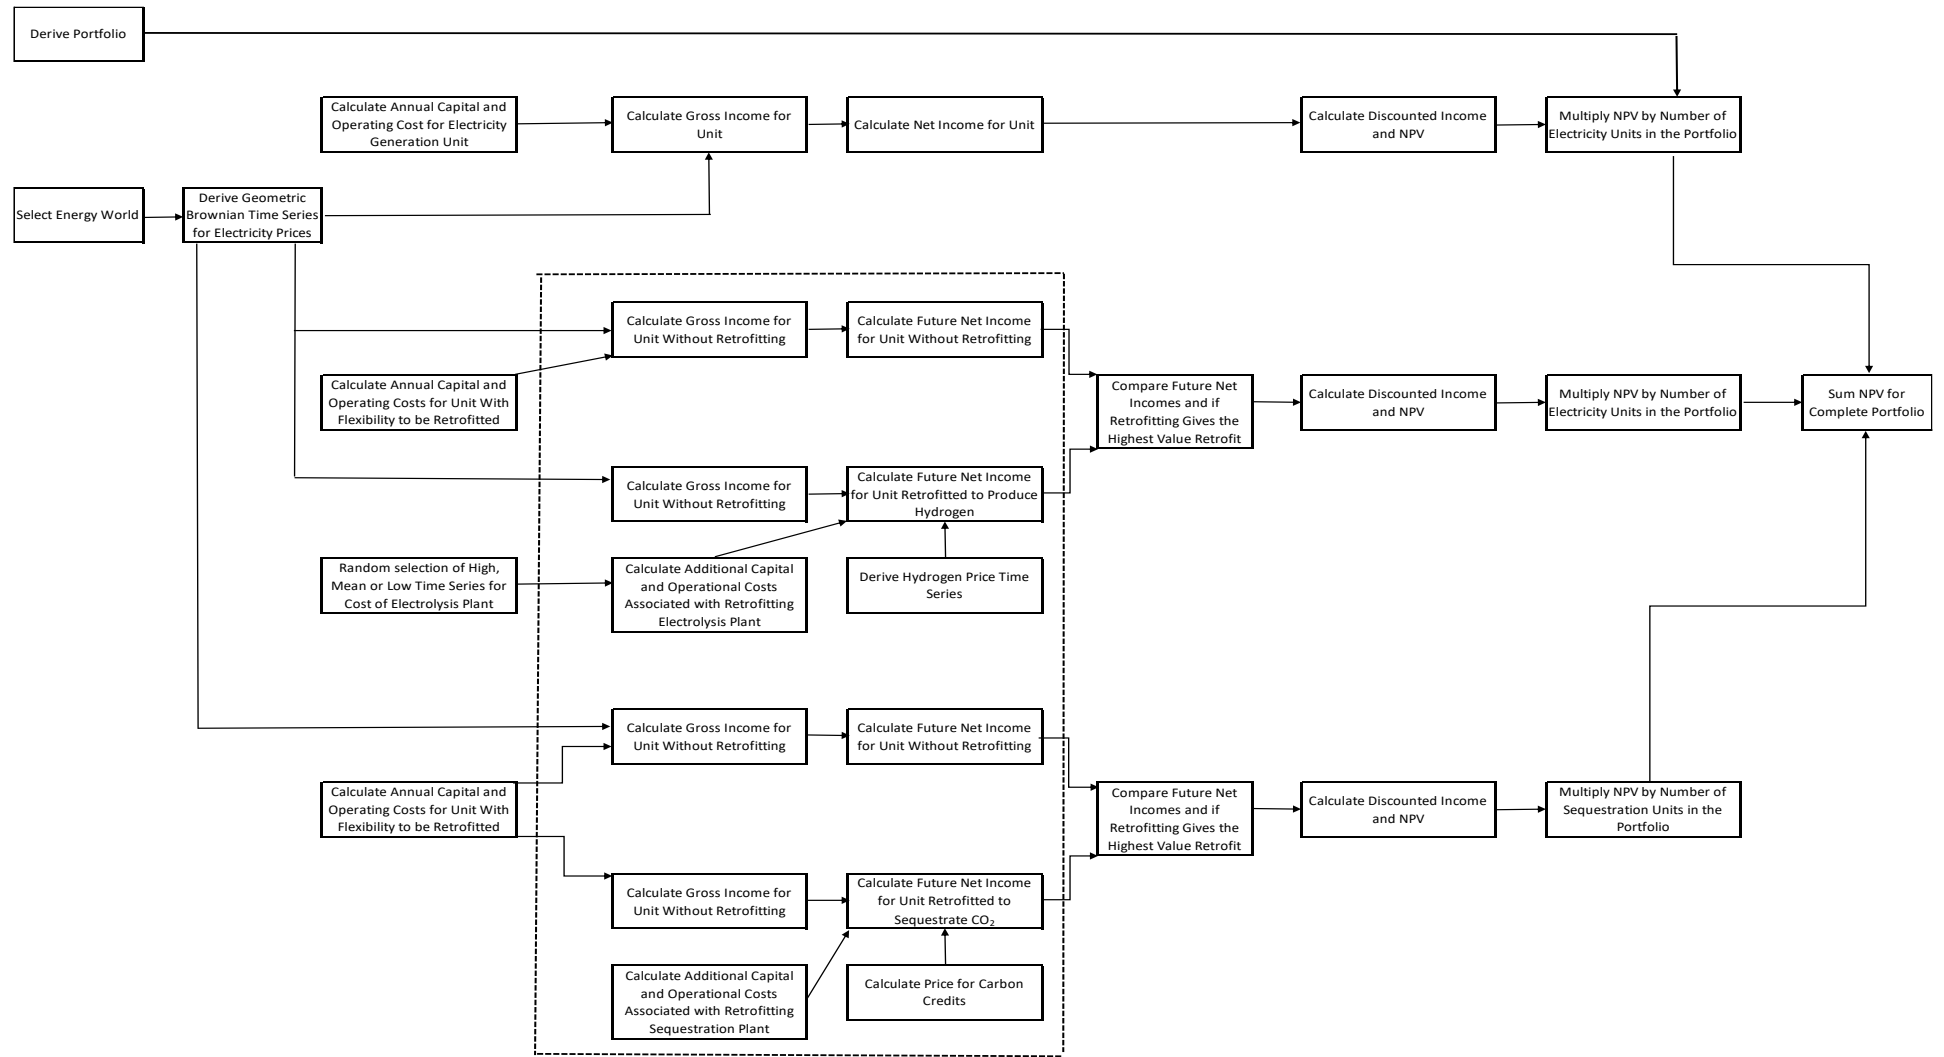 Derive Portfolio
Calculate Annual Capital and
Operating Cost for Electricity
Generation Unit
Calculate Gross Income for
Unit
Calculate Net Income for Unit
Calculate Discounted Income
and NPV
Multiply NPV by Number of
Electricity Units in the Portfolio
Select Energy World
Derive Geometric
Brownian Time Series
for Electricity Prices
Calculate Gross Income for
Unit Without Retrofitting
Calculate Future Net Income
for Unit Without Retrofitting
Calculate Annual Capital and
Operating Costs for Unit With
Flexibility to be Retrofitted
Compare Future Net
Incomes and if
Retrofitting Gives the
Highest Value Retrofit
Calculate Discounted Income
and NPV
Multiply NPV by Number of
Electricity Units in the Portfolio
Sum NPV for
Complete Portfolio
Calculate Gross Income for
Unit Without Retrofitting
Calculate Future Net Income
for Unit Retrofitted to Produce
Hydrogen
Random selection of High,
Mean or Low Time Series for
Cost of Electrolysis Plant
Calculate Additional Capital
and Operational Costs
Associated with Retrofitting
Electrolysis Plant
Derive Hydrogen Price Time
Series
Calculate Gross Income for
Unit Without Retrofitting
Calculate Future Net Income
for Unit Without Retrofitting
Calculate Annual Capital and
Operating Costs for Unit With
Flexibility to be Retrofitted
Compare Future Net
Incomes and if
Retrofitting Gives the
Highest Value Retrofit
Calculate Discounted Income
and NPV
Multiply NPV by Number of
Sequestration Units in the
Portfolio
Calculate Gross Income for
Unit Without Retrofitting
Calculate Future Net Income
for Unit Retrofitted to
Sequestrate CO₂
Calculate Additional Capital
and Operational Costs
Associated with Retrofitting
Sequestration Plant
Calculate Price for Carbon
Credits